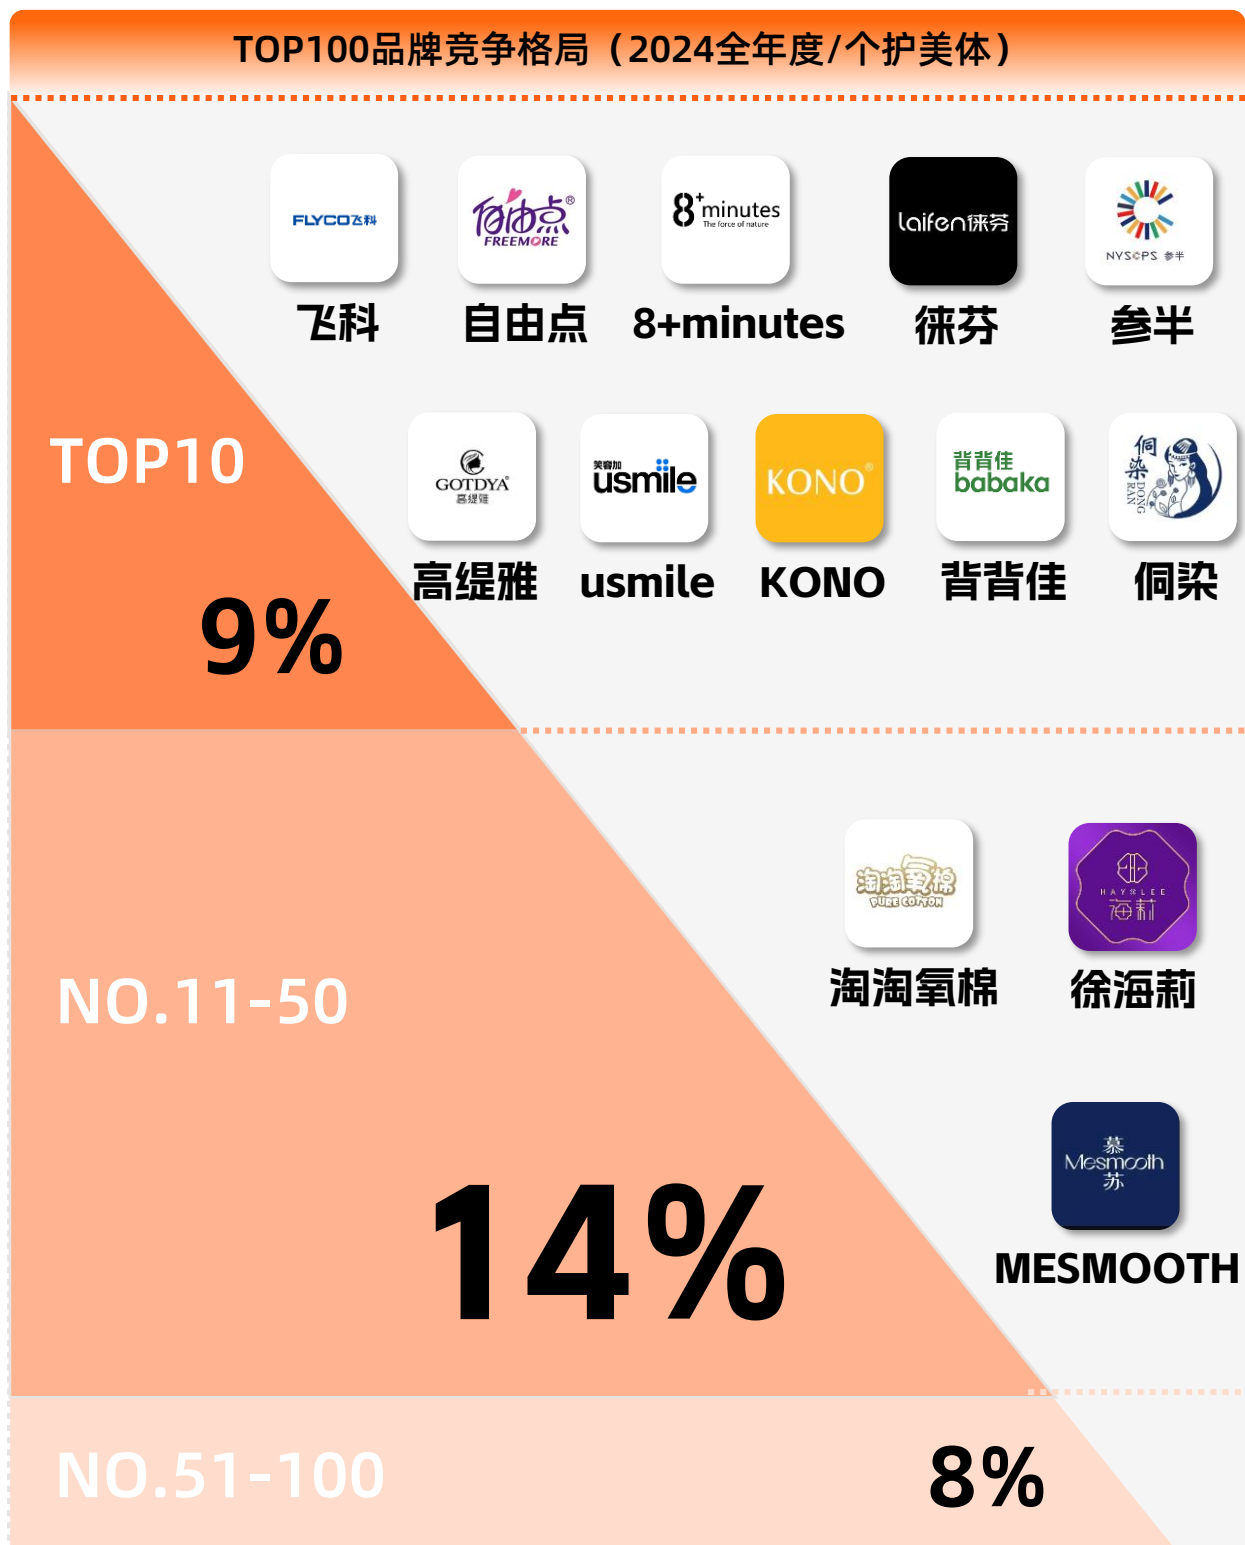 TOP100品牌竞争格局（2024全年度/个护美体）
FLYCO飞科
自由点®
FREEMORE
8+minutes
The force of nature
laifen徕芬
NYSCPS 参半
飞科
自由点
8+minutes
徕芬
参半
TOP10
9%
GOTDYA®
高缇雅
笑容加
usmile
KONO®
背背佳
babaka
侗染
DONG
RAN
高缇雅
usmile
KONO
背背佳
侗染
NO.11-50
14%
淘淘氧棉
PURE COTTON
HAYSLEE
海莉
淘淘氧棉
徐海莉
慕
Mesmooth
苏
MESMOOTH
NO.51-100
8%